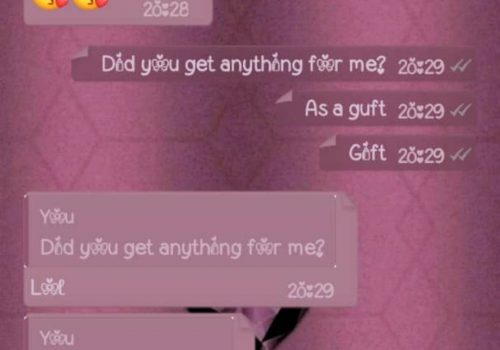 20:28
Did you get anything for me? 20:29
As a guft 20:29
Gift 20:29
You
Did you get anything for me?
Lool 20:29
You